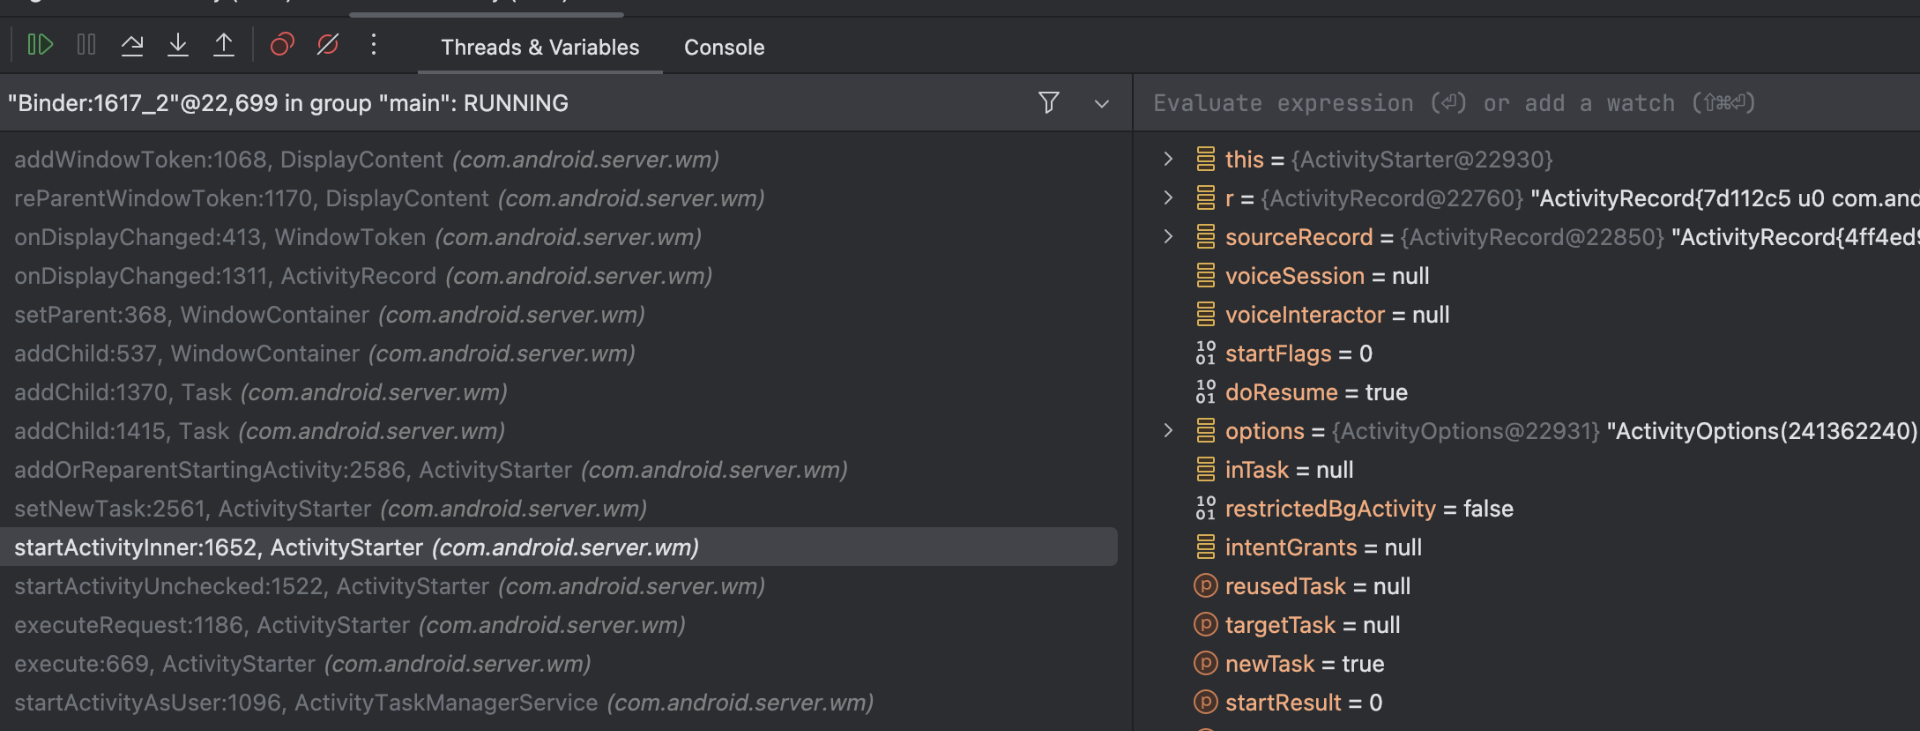 Threads & Variables
Console
"Binder:1617_2"@22,699 in group "main": RUNNING
addWindowToken:1068, DisplayContent (com.android.server.wm)
reParentWindowToken:1170, DisplayContent (com.android.server.wm)
onDisplayChanged:413, WindowToken (com.android.server.wm)
onDisplayChanged:1311, ActivityRecord (com.android.server.wm)
setParent:368, WindowContainer (com.android.server.wm)
addChild:537, WindowContainer (com.android.server.wm)
addChild:1370, Task (com.android.server.wm)
addChild:1415, Task (com.android.server.wm)
addOrReparentStartingActivity:2586, ActivityStarter (com.android.server.wm)
setNewTask:2561, ActivityStarter (com.android.server.wm)
startActivityInner:1652, ActivityStarter (com.android.server.wm)
startActivityUnchecked:1522, ActivityStarter (com.android.server.wm)
executeRequest:1186, ActivityStarter (com.android.server.wm)
execute:669, ActivityStarter (com.android.server.wm)
startActivityAsUser:1096, ActivityTaskManagerService (com.android.server.wm)
Evaluate expression (⏎) or add a watch (⇧⌘⏎)
this = {ActivityStarter@22930}
r = {ActivityRecord@22760} "ActivityRecord{7d112c5 u0 com.and
sourceRecord = {ActivityRecord@22850} "ActivityRecord{4ff4ed9
voiceSession = null
voiceInteractor = null
startFlags = 0
doResume = true
options = {ActivityOptions@22931} "ActivityOptions(241362240)
inTask = null
restrictedBgActivity = false
intentGrants = null
reusedTask = null
targetTask = null
newTask = true
startResult = 0